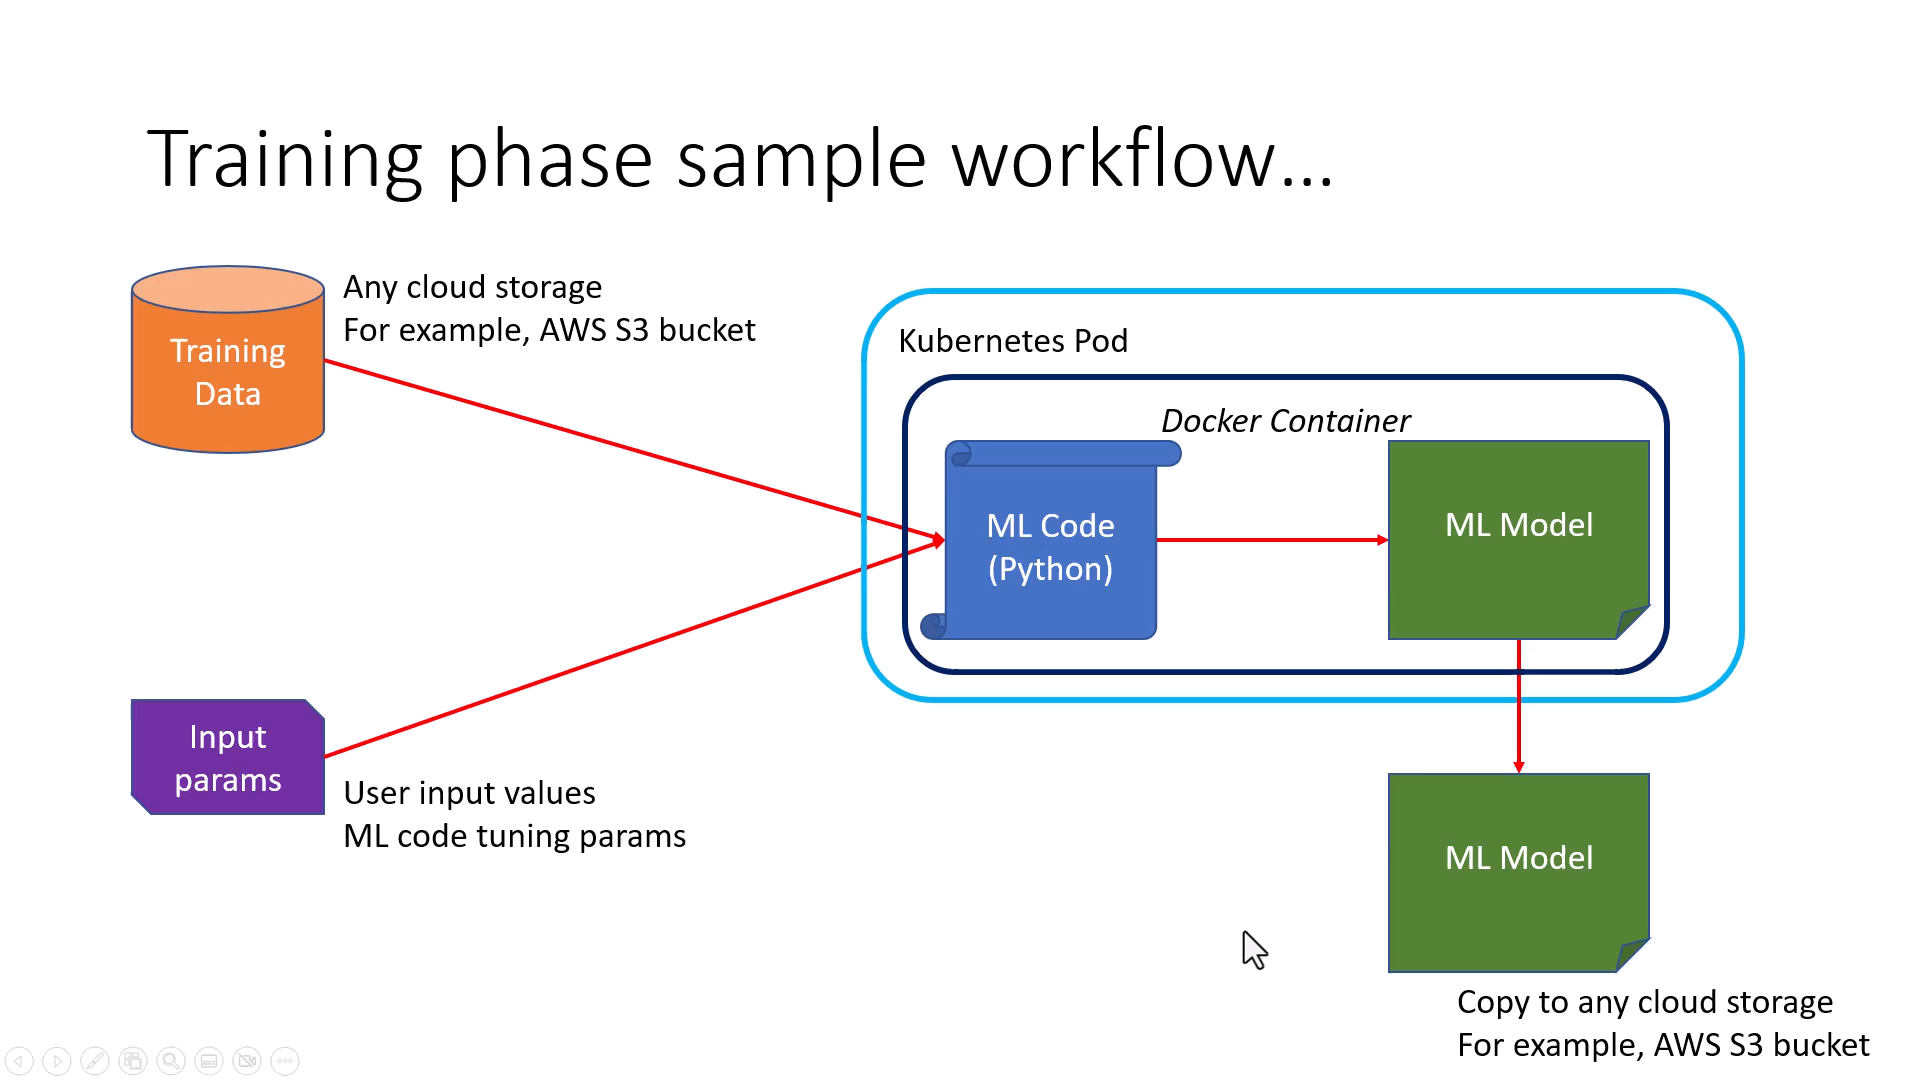 Training phase sample workflow...
Any cloud storage
For example, AWS S3 bucket
Training
Data
Kubernetes Pod
Docker Container
ML Code
(Python)
ML Model
Input
params
User input values
ML code tuning params
ML Model
Copy to any cloud storage
For example, AWS S3 bucket